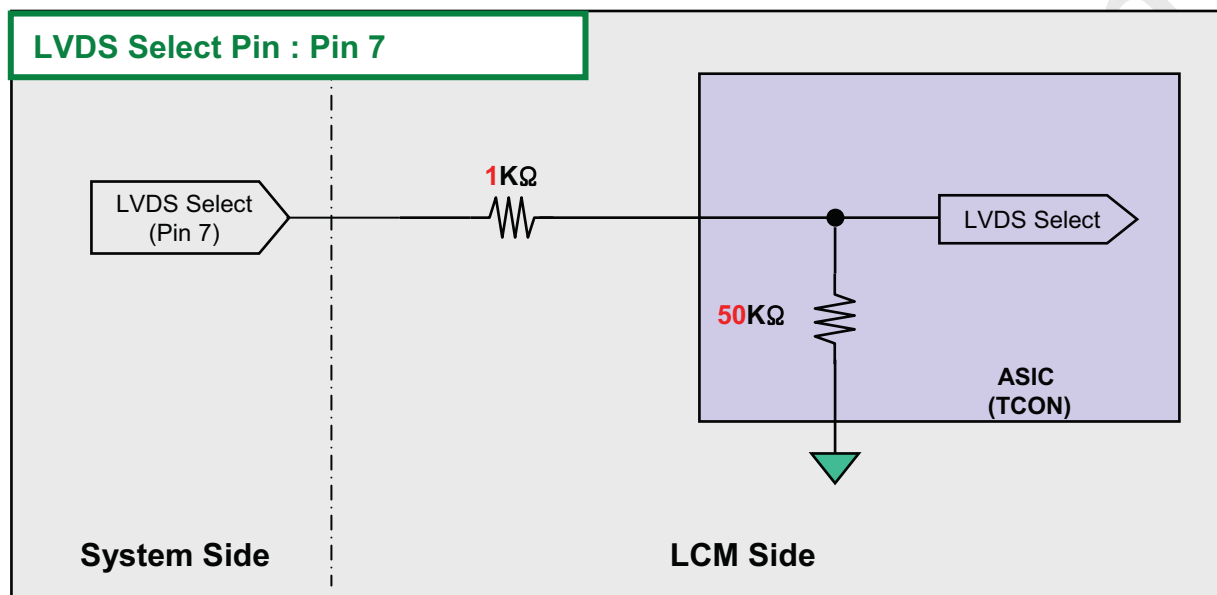 LVDS Select Pin : Pin 7
1KΩ
LVDS Select
(Pin 7)
LVDS Select
50KΩ
ASIC
(TCON)
System Side
LCM Side